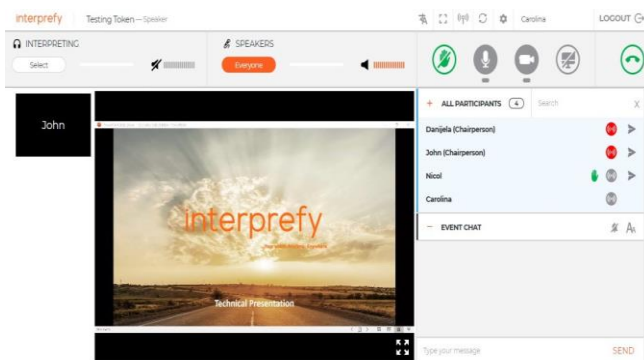 interprefy
Testing Token — Speaker
Carolina
LOGOUT
INTERPRETING
SPEAKERS
Select
Everyone
ALL PARTICIPANTS
4
Search
X
John
Danijela (Chairperson)
John (Chairperson)
Nicol
Carolina
EVENT CHAT
AA
interprefy
Technical Presentation
Type your message
SEND